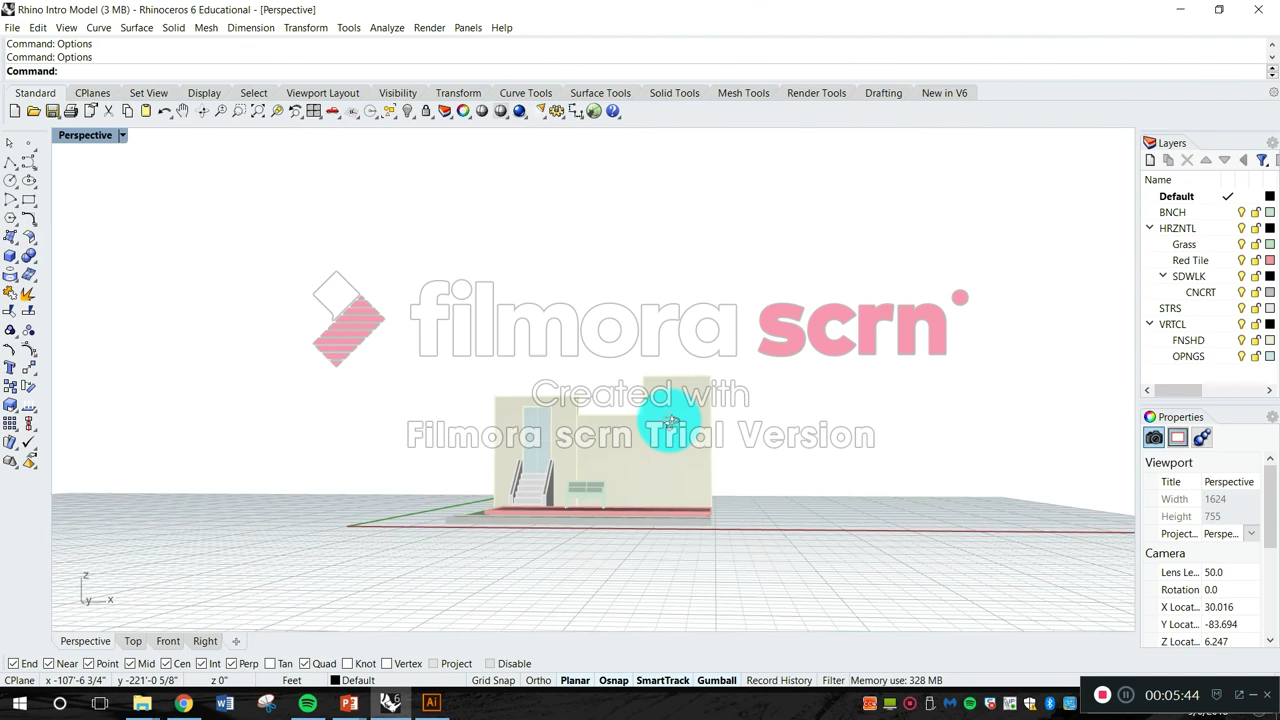 Rhino Intro Model (3 MB) - Rhinoceros 6 Educational - [Perspective]
File Edit View Curve Surface Solid Mesh Dimension Transform Tools Analyze Render Panels Help
Command: Options
Command: Options
Command:
Standard CPlanes Set View Display Select Viewport Layout Visibility Transform Curve Tools Surface Tools Solid Tools Mesh Tools Render Tools Drafting New in V6
Perspective
Layers
Name
Default
BNCH
HRZNTL
Grass
Red Tile
SDWLK
CNCRT
STRS
VRTCL
FNSHD
OPNGS
filmora scrn
Created with
Filmora scrn Trial Version
Properties
Viewport
Title Perspective
Width 1624
Height 755
Project... Perspe...
Camera
Lens Le... 50.0
Rotation 0.0
X Locat... 30.016
Y Locat... -83.694
Z Locat... 6.247
z
y x
Perspective Top Front Right
End Near Point Mid Cen Int Perp Tan Quad Knot Vertex Project Disable
CPlane x -107'-6 3/4" y -221'-0 5/8" z 0" Feet Default Grid Snap Ortho Planar Osnap SmartTrack Gumball Record History Filter Memory use: 328 MB
00:05:44